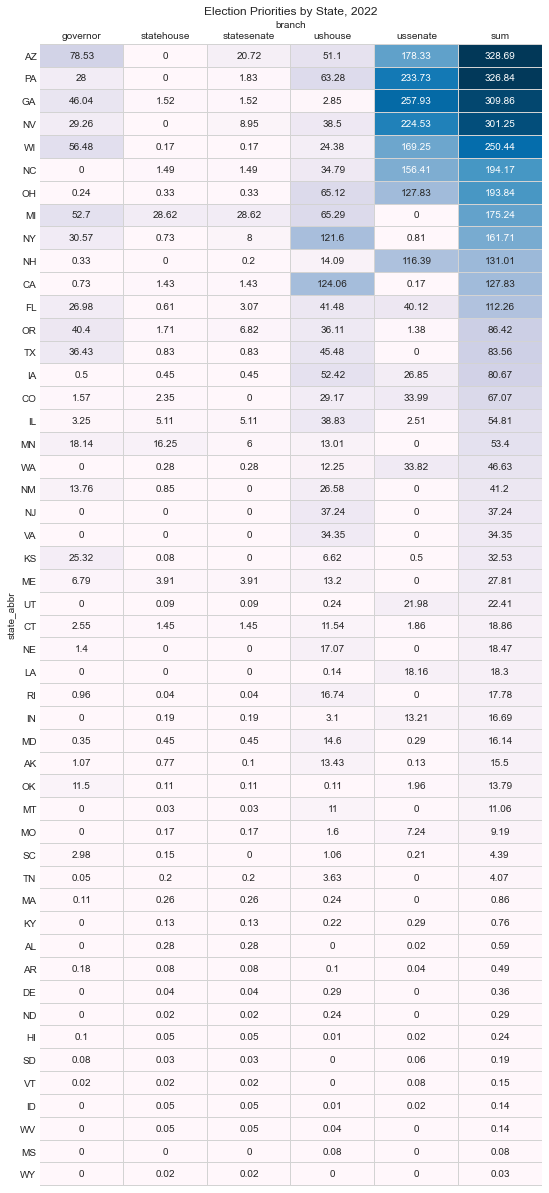 Election Priorities by State, 2022
branch
governor statehouse statesenate ushouse ussenate sum
AZ 78.53 0 20.72 51.1 178.33 328.69
PA 28 0 1.83 63.28 233.73 326.84
GA 46.04 1.52 1.52 2.85 257.93 309.86
NV 29.26 0 8.95 38.5 224.53 301.25
WI 56.48 0.17 0.17 24.38 169.25 250.44
NC 0 1.49 1.49 34.79 156.41 194.17
OH 0.24 0.33 0.33 65.12 127.83 193.84
MI 52.7 28.62 28.62 65.29 0 175.24
NY 30.57 0.73 8 121.6 0.81 161.71
NH 0.33 0 0.2 14.09 116.39 131.01
CA 0.73 1.43 1.43 124.06 0.17 127.83
FL 26.98 0.61 3.07 41.48 40.12 112.26
OR 40.4 1.71 6.82 36.11 1.38 86.42
TX 36.43 0.83 0.83 45.48 0 83.56
IA 0.5 0.45 0.45 52.42 26.85 80.67
CO 1.57 2.35 0 29.17 33.99 67.07
IL 3.25 5.11 5.11 38.83 2.51 54.81
MN 18.14 16.25 6 13.01 0 53.4
WA 0 0.28 0.28 12.25 33.82 46.63
NM 13.76 0.85 0 26.58 0 41.2
NJ 0 0 0 37.24 0 37.24
VA 0 0 0 34.35 0 34.35
KS 25.32 0.08 0 6.62 0.5 32.53
ME 6.79 3.91 3.91 13.2 0 27.81
state_abbr
UT 0 0.09 0.09 0.24 21.98 22.41
CT 2.55 1.45 1.45 11.54 1.86 18.86
NE 1.4 0 0 17.07 0 18.47
LA 0 0 0 0.14 18.16 18.3
RI 0.96 0.04 0.04 16.74 0 17.78
IN 0 0.19 0.19 3.1 13.21 16.69
MD 0.35 0.45 0.45 14.6 0.29 16.14
AK 1.07 0.77 0.1 13.43 0.13 15.5
OK 11.5 0.11 0.11 0.11 1.96 13.79
MT 0 0.03 0.03 11 0 11.06
MO 0 0.17 0.17 1.6 7.24 9.19
SC 2.98 0.15 0 1.06 0.21 4.39
TN 0.05 0.2 0.2 3.63 0 4.07
MA 0.11 0.26 0.26 0.24 0 0.86
KY 0 0.13 0.13 0.22 0.29 0.76
AL 0 0.28 0.28 0 0.02 0.59
AR 0.18 0.08 0.08 0.1 0.04 0.49
DE 0 0.04 0.04 0.29 0 0.36
ND 0 0.02 0.02 0.24 0 0.29
HI 0.1 0.05 0.05 0.01 0.02 0.24
SD 0.08 0.03 0.03 0 0.06 0.19
VT 0.02 0.02 0.02 0 0.08 0.15
ID 0 0.05 0.05 0.01 0.02 0.14
WV 0 0.05 0.05 0.04 0 0.14
MS 0 0 0 0.08 0 0.08
WY 0 0.02 0.02 0 0 0.03